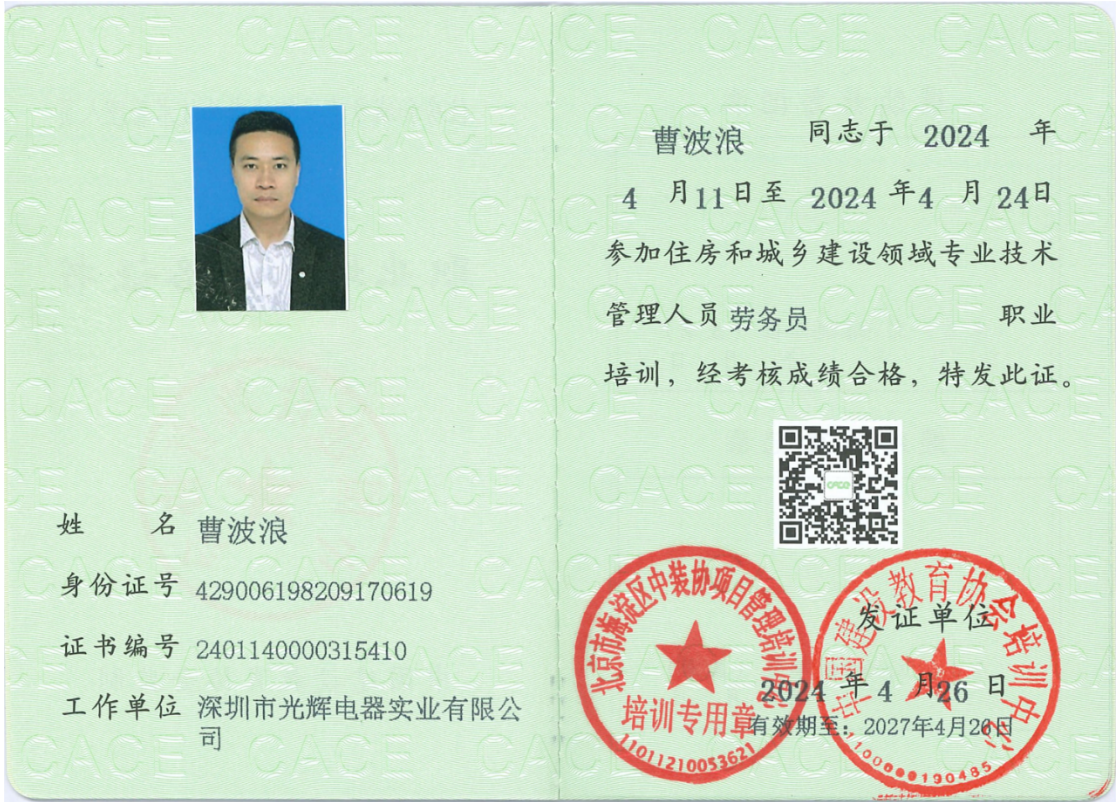 姓 名 曹波浪
身份证号 429006198209170619
证书编号 2401140000315410
工作单位 深圳市光辉电器实业有限公
司
曹波浪 同志于 2024 年
4 月11日至 2024 年4 月 24日
参加住房和城乡建设领域专业技术
管理人员 劳务员 职业
培训，经考核成绩合格，特发此证。
CACE
北京市海淀区中装协项目管理培训
培训专用章
11011210053621
中国建设教育协会培训中心
发证单位
2024 年 4 月 26 日
有效期至：2027年4月26日